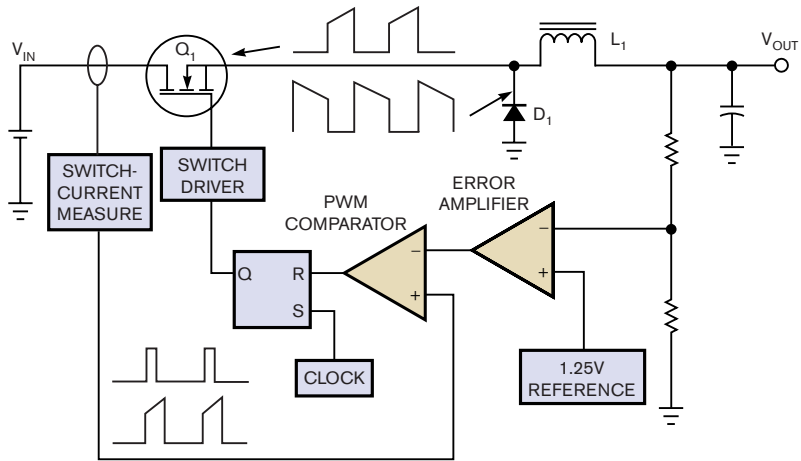 V_IN
Q_1
L_1
V_OUT
D_1
SWITCH-
CURRENT
MEASURE
SWITCH
DRIVER
PWM
COMPARATOR
ERROR
AMPLIFIER
−
+
−
+
Q
R
S
CLOCK
1.25V
REFERENCE